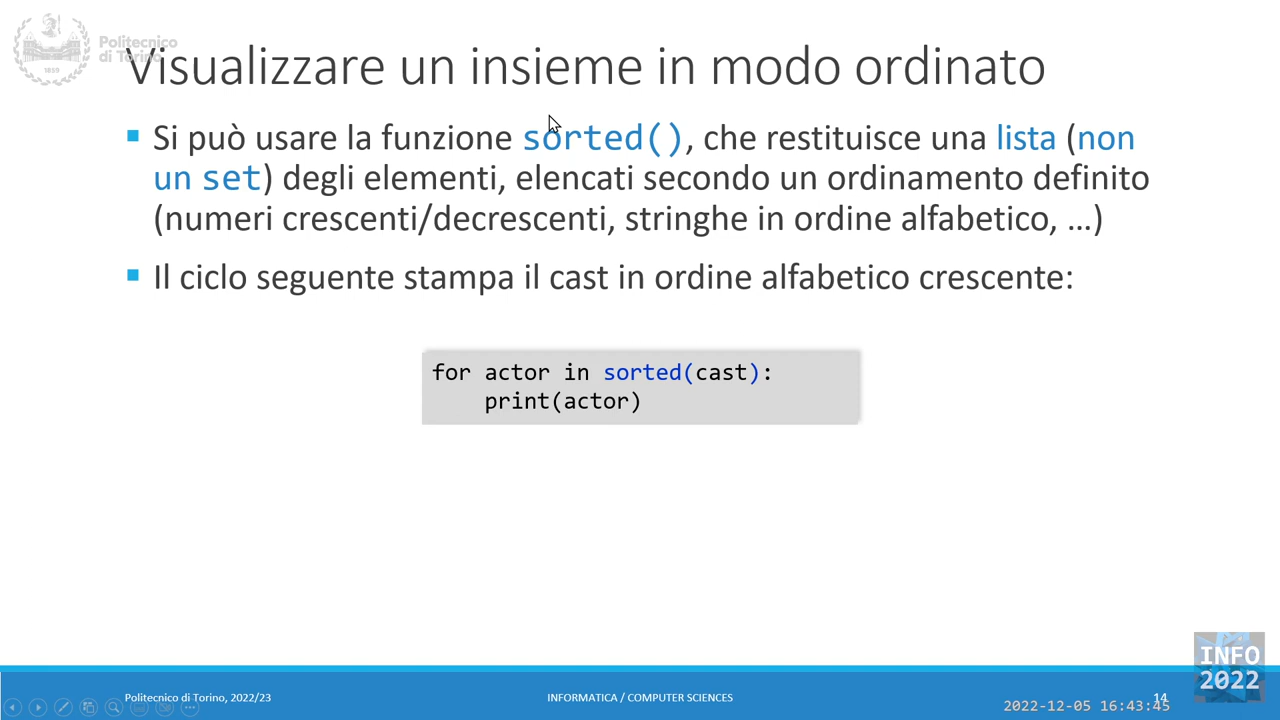 Politecnico
di Torino
1859
Visualizzare un insieme in modo ordinato
Si può usare la funzione sorted(), che restituisce una lista (non
un set) degli elementi, elencati secondo un ordinamento definito
(numeri crescenti/decrescenti, stringhe in ordine alfabetico, …)
Il ciclo seguente stampa il cast in ordine alfabetico crescente:
for actor in sorted(cast):
    print(actor)
INFO
2022
Politecnico di Torino, 2022/23
INFORMATICA / COMPUTER SCIENCES
14
2022-12-05 16:43:45